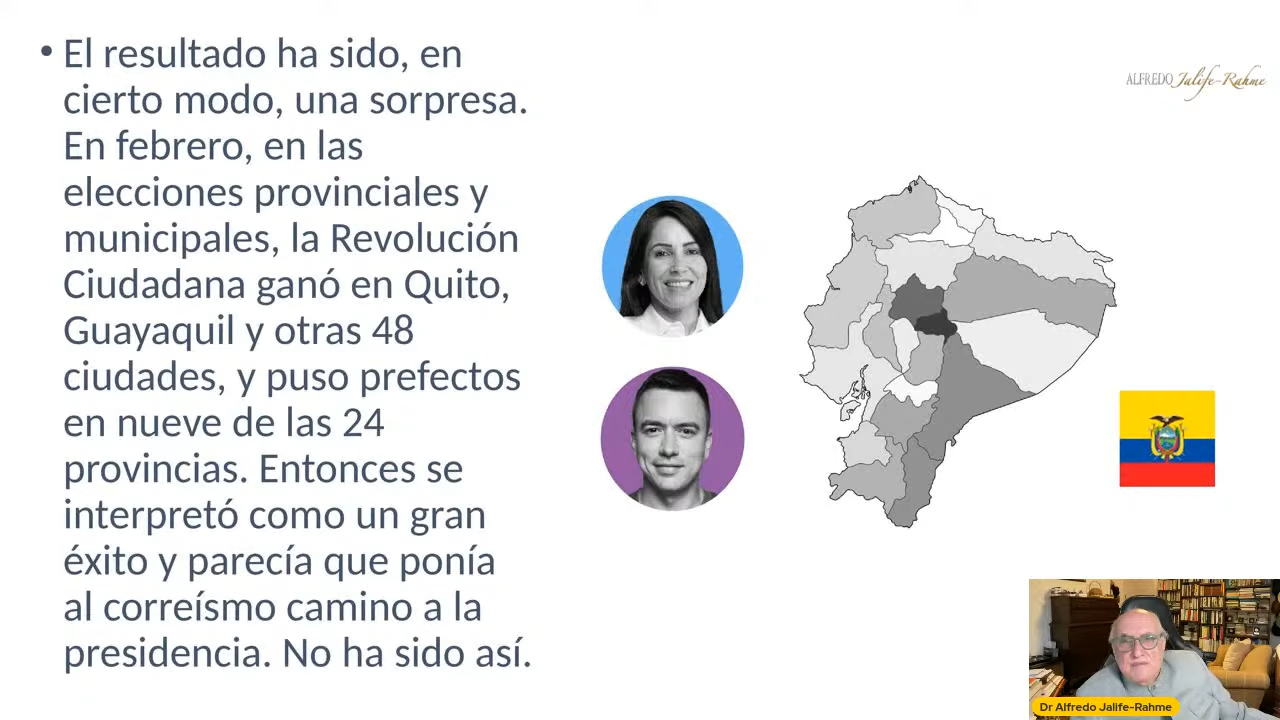 • El resultado ha sido, en
cierto modo, una sorpresa.
En febrero, en las
elecciones provinciales y
municipales, la Revolución
Ciudadana ganó en Quito,
Guayaquil y otras 48
ciudades, y puso prefectos
en nueve de las 24
provincias. Entonces se
interpretó como un gran
éxito y parecía que ponía
al correísmo camino a la
presidencia. No ha sido así.
ALFREDO Jalife-Rahme
Dr Alfredo Jalife-Rahme